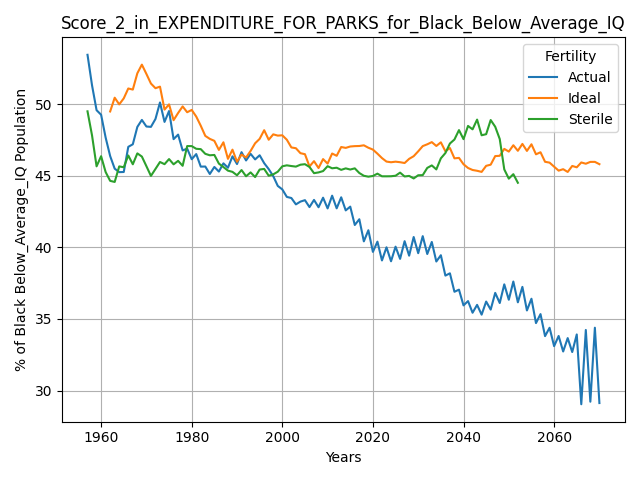 Score_2_in_EXPENDITURE_FOR_PARKS_for_Black_Below_Average_IQ
Fertility
Actual
Ideal
Sterile
% of Black Below_Average_IQ Population
50
45
40
35
30
1960
1980
2000
2020
2040
2060
Years